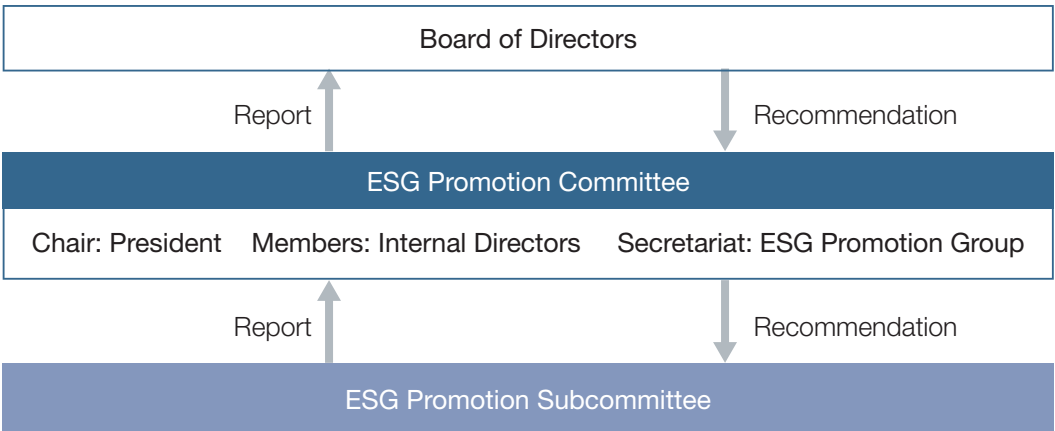 Board of Directors
Report
Recommendation
ESG Promotion Committee
Chair: President Members: Internal Directors Secretariat: ESG Promotion Group
Report
Recommendation
ESG Promotion Subcommittee